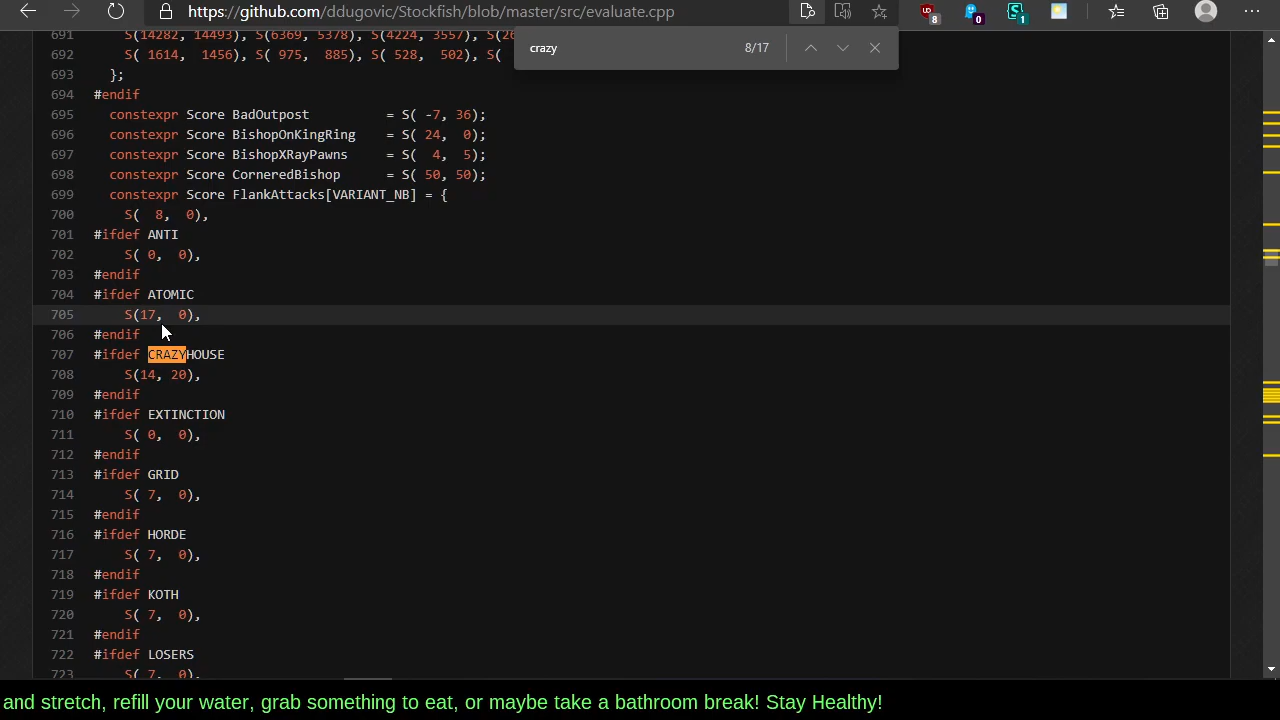 https://github.com/ddugovic/Stockfish/blob/master/src/evaluate.cpp
8
0
1
crazy 8/17
691 S(14282, 14493), S(6369, 5378), S(4224, 3557),
692 S( 1614, 1456), S( 975, 885), S( 528, 502), S(
693 };
694 #endif
695 constexpr Score BadOutpost = S( -7, 36);
696 constexpr Score BishopOnKingRing = S( 24, 0);
697 constexpr Score BishopXRayPawns = S( 4, 5);
698 constexpr Score CorneredBishop = S( 50, 50);
699 constexpr Score FlankAttacks[VARIANT_NB] = {
700 S( 8, 0),
701 #ifdef ANTI
702 S( 0, 0),
703 #endif
704 #ifdef ATOMIC
705 S(17, 0),
706 #endif
707 #ifdef CRAZYHOUSE
708 S(14, 20),
709 #endif
710 #ifdef EXTINCTION
711 S( 0, 0),
712 #endif
713 #ifdef GRID
714 S( 7, 0),
715 #endif
716 #ifdef HORDE
717 S( 7, 0),
718 #endif
719 #ifdef KOTH
720 S( 7, 0),
721 #endif
722 #ifdef LOSERS
723 S( 7, 0),
and stretch, refill your water, grab something to eat, or maybe take a bathroom break! Stay Healthy!